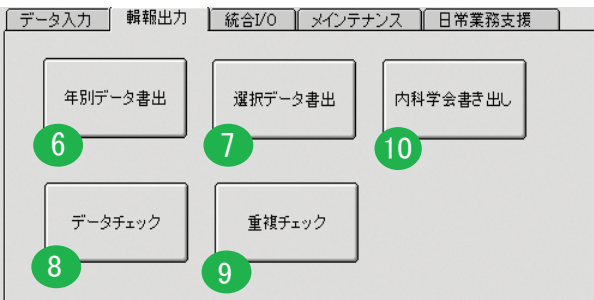 データ入力 輯報出力 統合I/O メインテナンス 日常業務支援
年別データ書出 選択データ書出 内科学会書き出し
6 7 10
データチェック 重複チェック
8 9